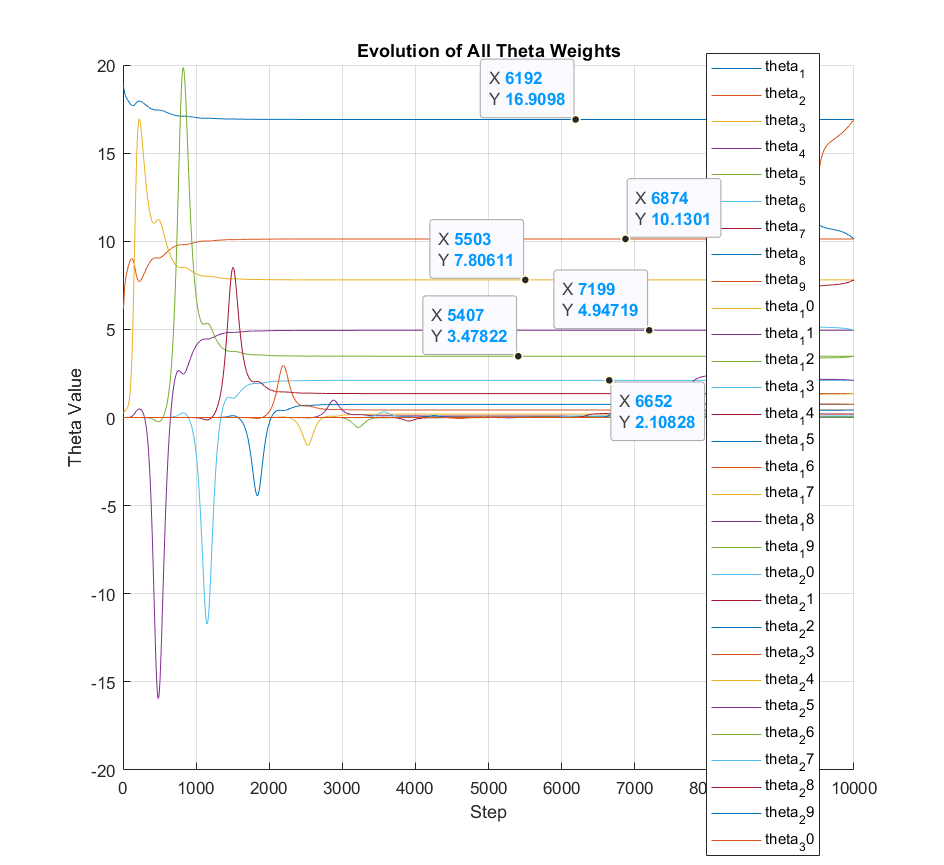 Evolution of All Theta Weights
20
15
10
5
0
-5
-10
-15
-20
Theta Value
X 6192
Y 16.9098
X 6874
Y 10.1301
X 5503
Y 7.80611
X 7199
Y 4.94719
X 5407
Y 3.47822
X 6652
Y 2.10828
0
1000
2000
3000
4000
5000
6000
7000
80
10000
Step
theta₁
theta₂
theta₃
theta₄
theta₅
theta₆
theta₇
theta₈
theta₉
theta₁0
theta₁1
theta₁2
theta₁3
theta₁4
theta₁5
theta₁6
theta₁7
theta₁8
theta₁9
theta₂0
theta₂1
theta₂2
theta₂3
theta₂4
theta₂5
theta₂6
theta₂7
theta₂8
theta₂9
theta₃0